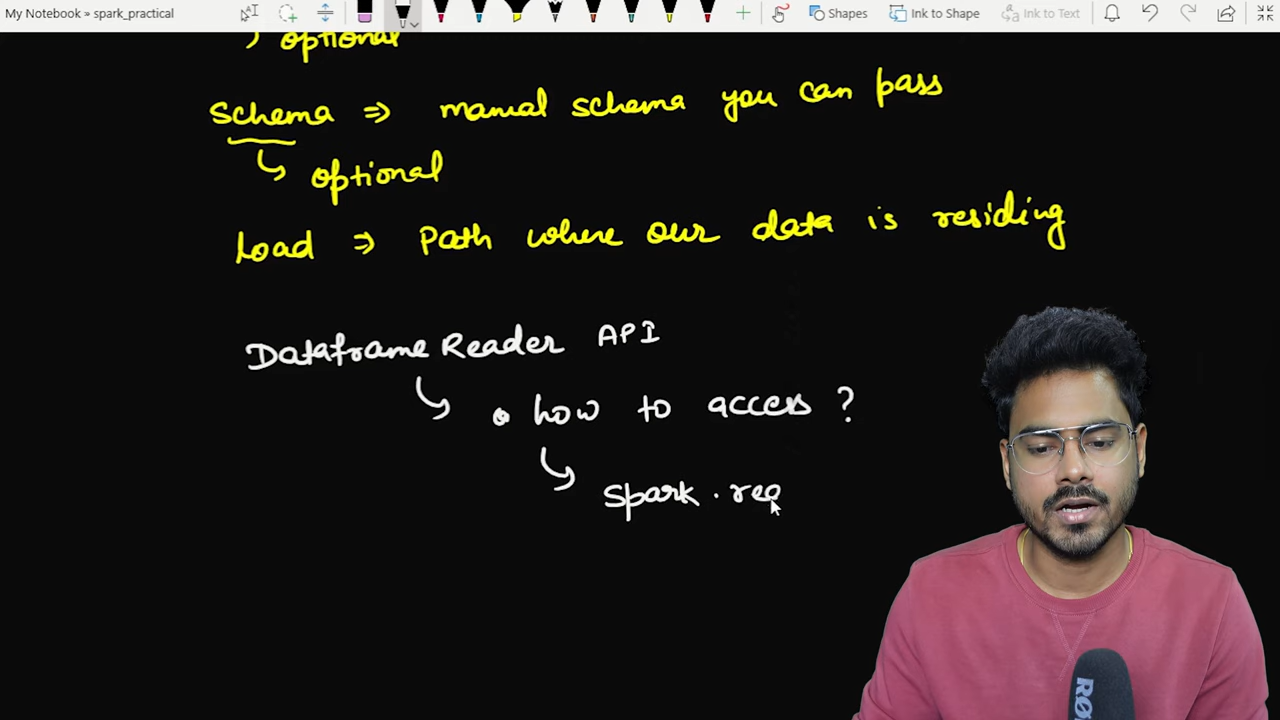 My Notebook » spark_practical
Shapes
Ink to Shape
Ink to Text
optional
Schema ⇒ manual schema you can pass
optional
Load ⇒ Path where our data is residing
Dataframe Reader API
how to access ?
spark . rea
RØ